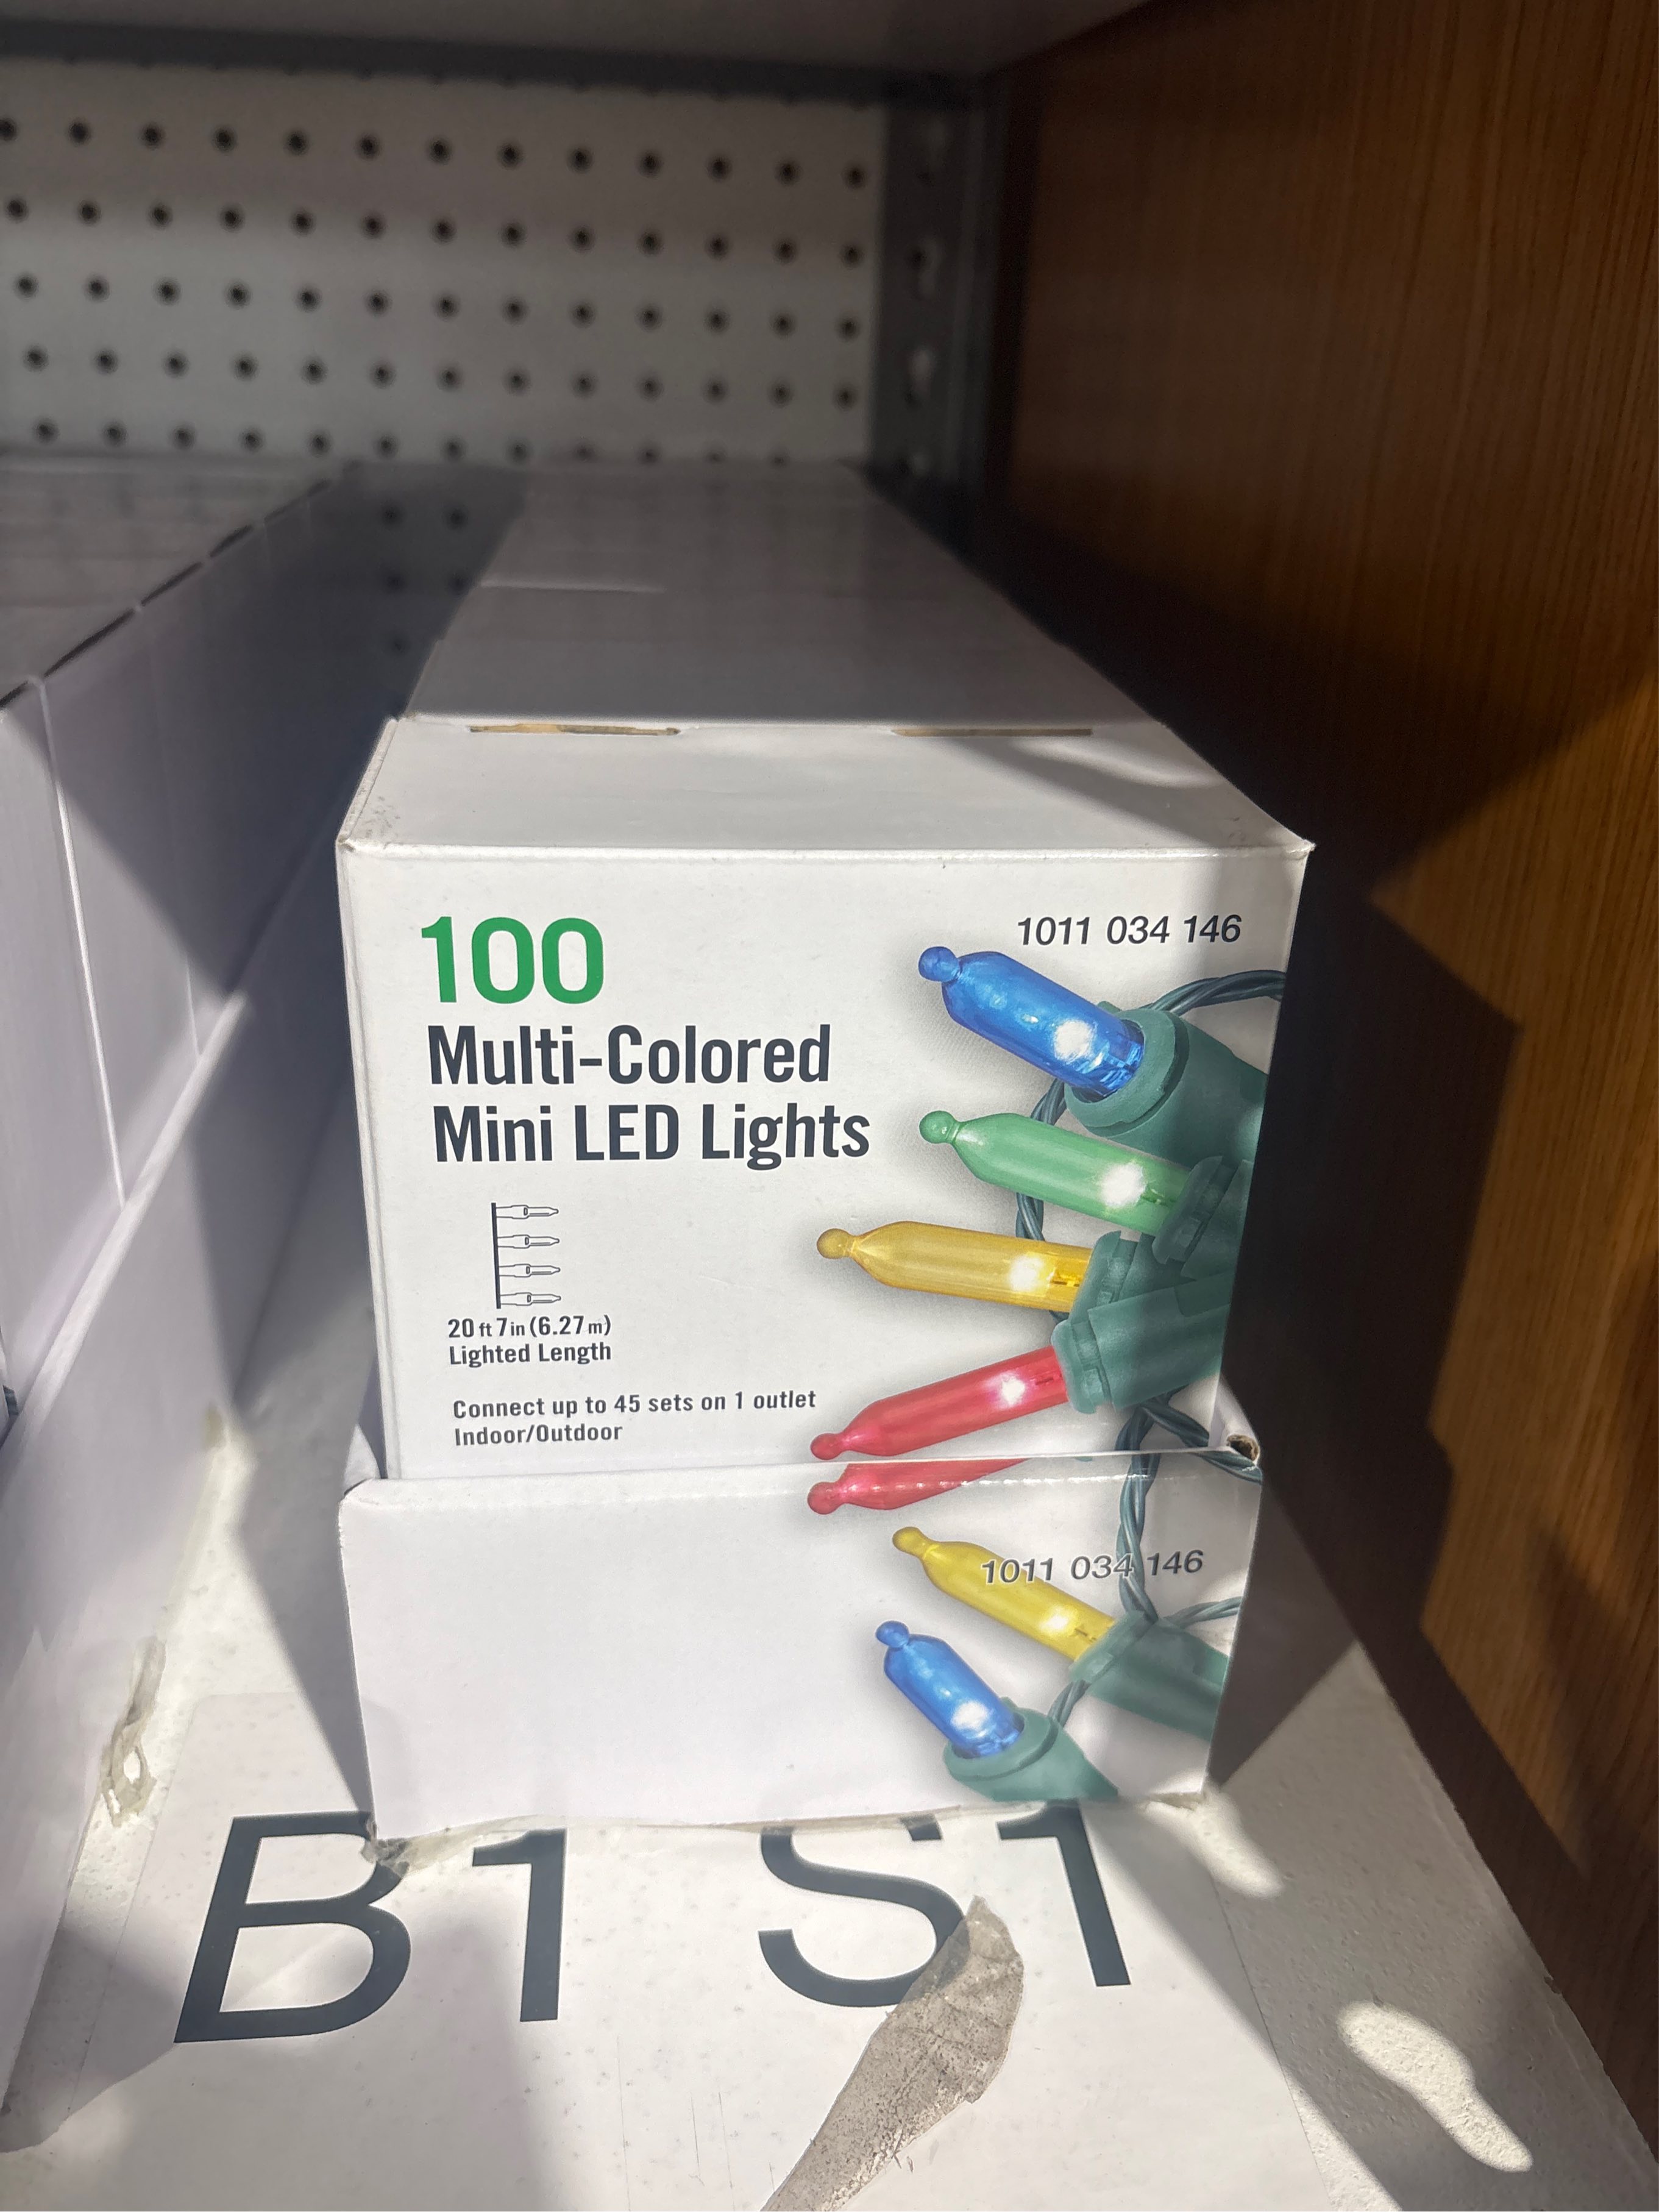 100
1011 034 146
Multi-Colored
Mini LED Lights
20 ft 7 in (6.27 m)
Lighted Length
Connect up to 45 sets on 1 outlet
Indoor/Outdoor
1011 034 146
B1 S1